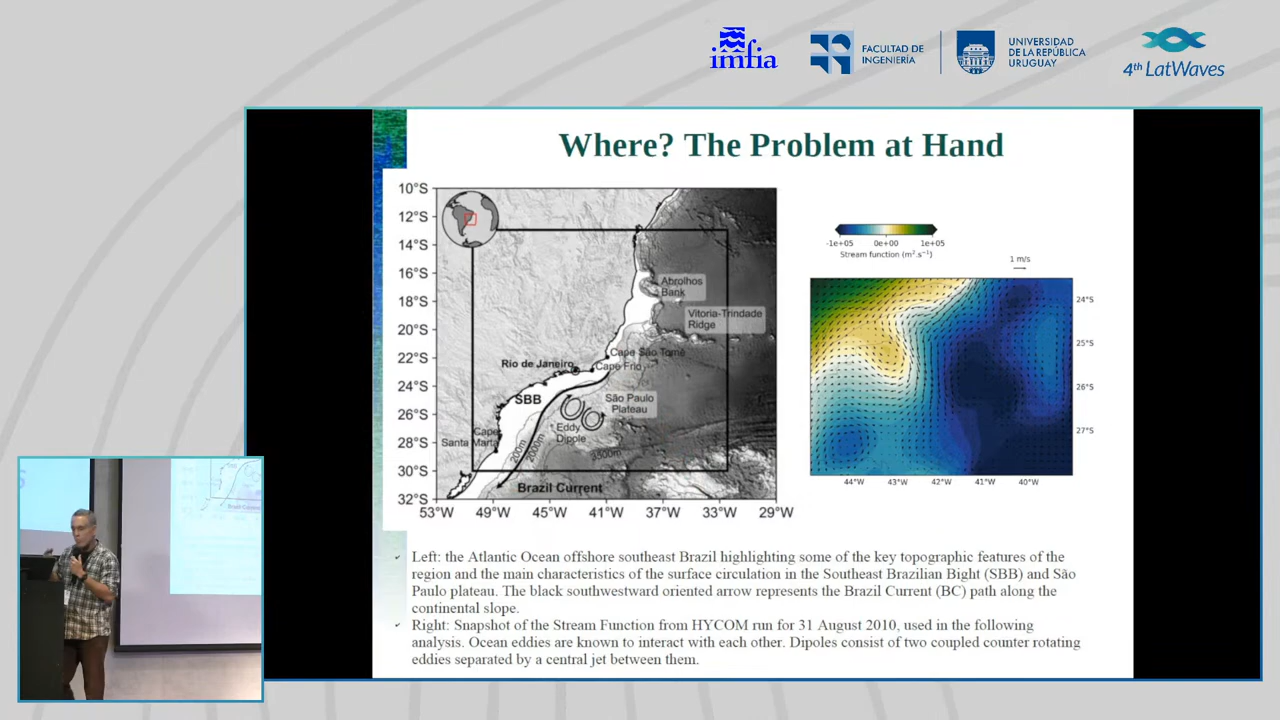 imfia
FACULTAD DE
INGENIERÍA
UNIVERSIDAD
DE LA REPÚBLICA
URUGUAY
4th LatWaves
Where? The Problem at Hand
10°S
12°S
14°S
16°S
18°S
20°S
22°S
24°S
26°S
28°S
30°S
32°S
53°W 49°W 45°W 41°W 37°W 33°W 29°W
Abrolhos
Bank
Vitoria-Trindade
Ridge
Cape São Tomé
Rio de Janeiro
Cape Frio
SBB
São Paulo
Plateau
Eddy
Dipole
Cape
Santa Marta
200m
2000m
3500m
Brazil Current
-1e+05 0e+00 1e+05
Stream function (m².s⁻¹)
1 m/s
24°S
25°S
26°S
27°S
44°W 43°W 42°W 41°W 40°W
✓ Left: the Atlantic Ocean offshore southeast Brazil highlighting some of the key topographic features of the
region and the main characteristics of the surface circulation in the Southeast Brazilian Bight (SBB) and São
Paulo plateau. The black southwestward oriented arrow represents the Brazil Current (BC) path along the
continental slope.
✓ Right: Snapshot of the Stream Function from HYCOM run for 31 August 2010, used in the following
analysis. Ocean eddies are known to interact with each other. Dipoles consist of two coupled counter rotating
eddies separated by a central jet between them.